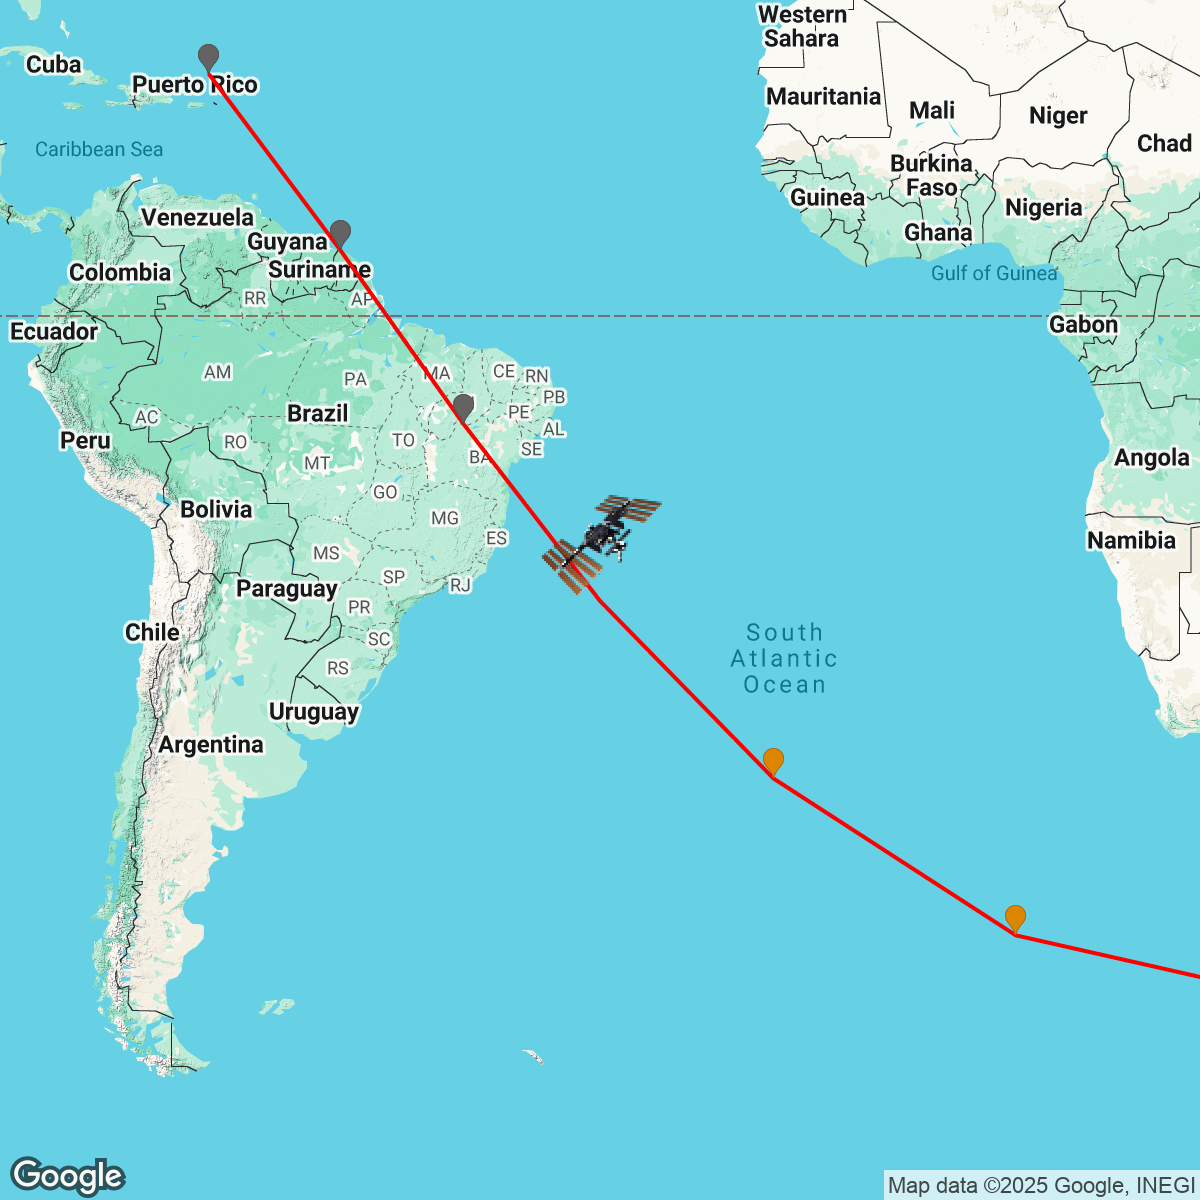 Western
Sahara
Cuba
Puerto Rico
Mauritania
Mali
Niger
Chad
Caribbean Sea
Burkina
Faso
Guinea
Nigeria
Venezuela
Ghana
Guyana
Suriname
Colombia
Gulf of Guinea
RR
AP
Ecuador
Gabon
AM
PA
MA
CE
RN
PB
Brazil
PE
AC
AL
Peru
RO
TO
SE
MT
BA
Angola
GO
Bolivia
MG
ES
Namibia
MS
SP
RJ
Paraguay
PR
Chile
SC
South
Atlantic
Ocean
RS
Uruguay
Argentina
Google
Map data ©2025 Google, INEGI